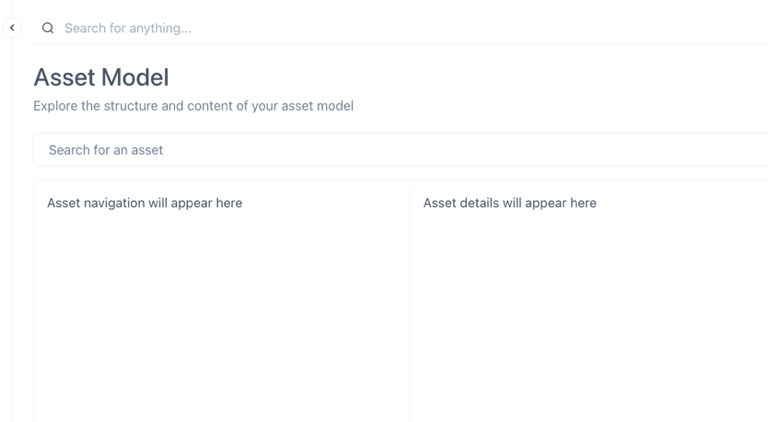 Search for anything...
Asset Model
Explore the structure and content of your asset model
Search for an asset
Asset navigation will appear here
Asset details will appear here